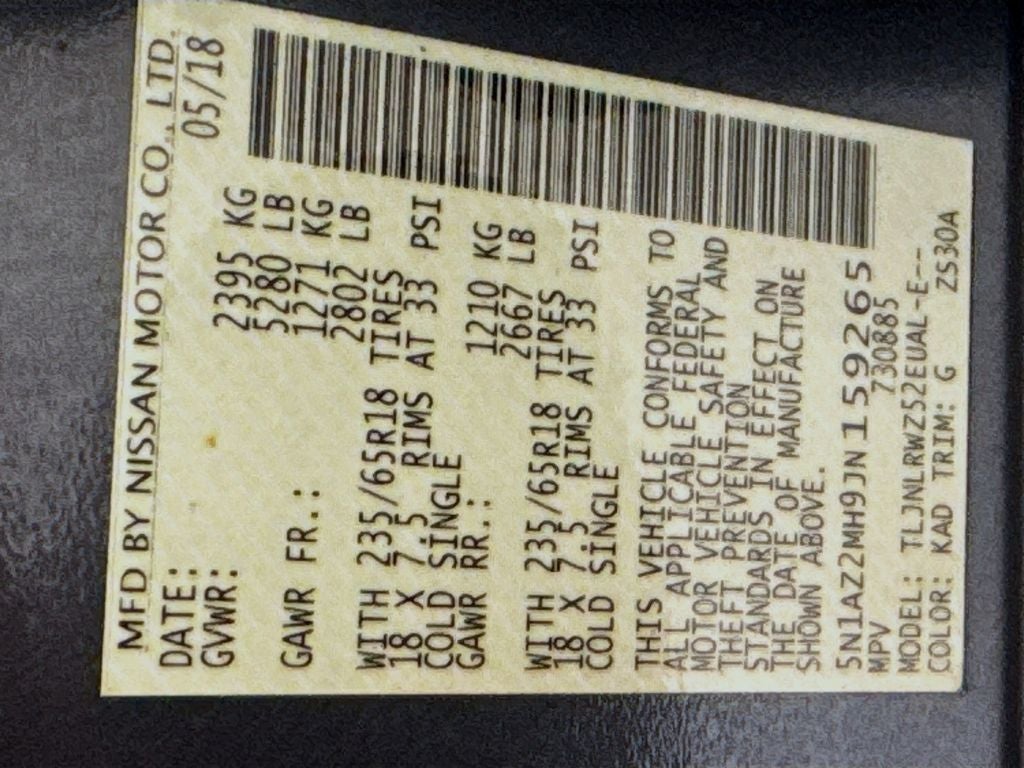 MFD BY NISSAN MOTOR CO., LTD.
DATE: 05/18
GVWR: 2395 KG
5280 LB
GAWR FR.: 1271 KG
2802 LB
WITH 235/65R18 TIRES
18 X 7.5 RIMS AT 33 PSI
COLD SINGLE
GAWR RR.: 1210 KG
2667 LB
WITH 235/65R18 TIRES
18 X 7.5 RIMS AT 33 PSI
COLD SINGLE
THIS VEHICLE CONFORMS TO
ALL APPLICABLE FEDERAL
MOTOR VEHICLE SAFETY AND
THEFT PREVENTION
STANDARDS IN EFFECT ON
THE DATE OF MANUFACTURE
SHOWN ABOVE.
5N1AZ2MH9JN159265
MPV 730885
MODEL: TLJNLRWZ52EUAL-E--
COLOR: KAD TRIM: G ZS30A